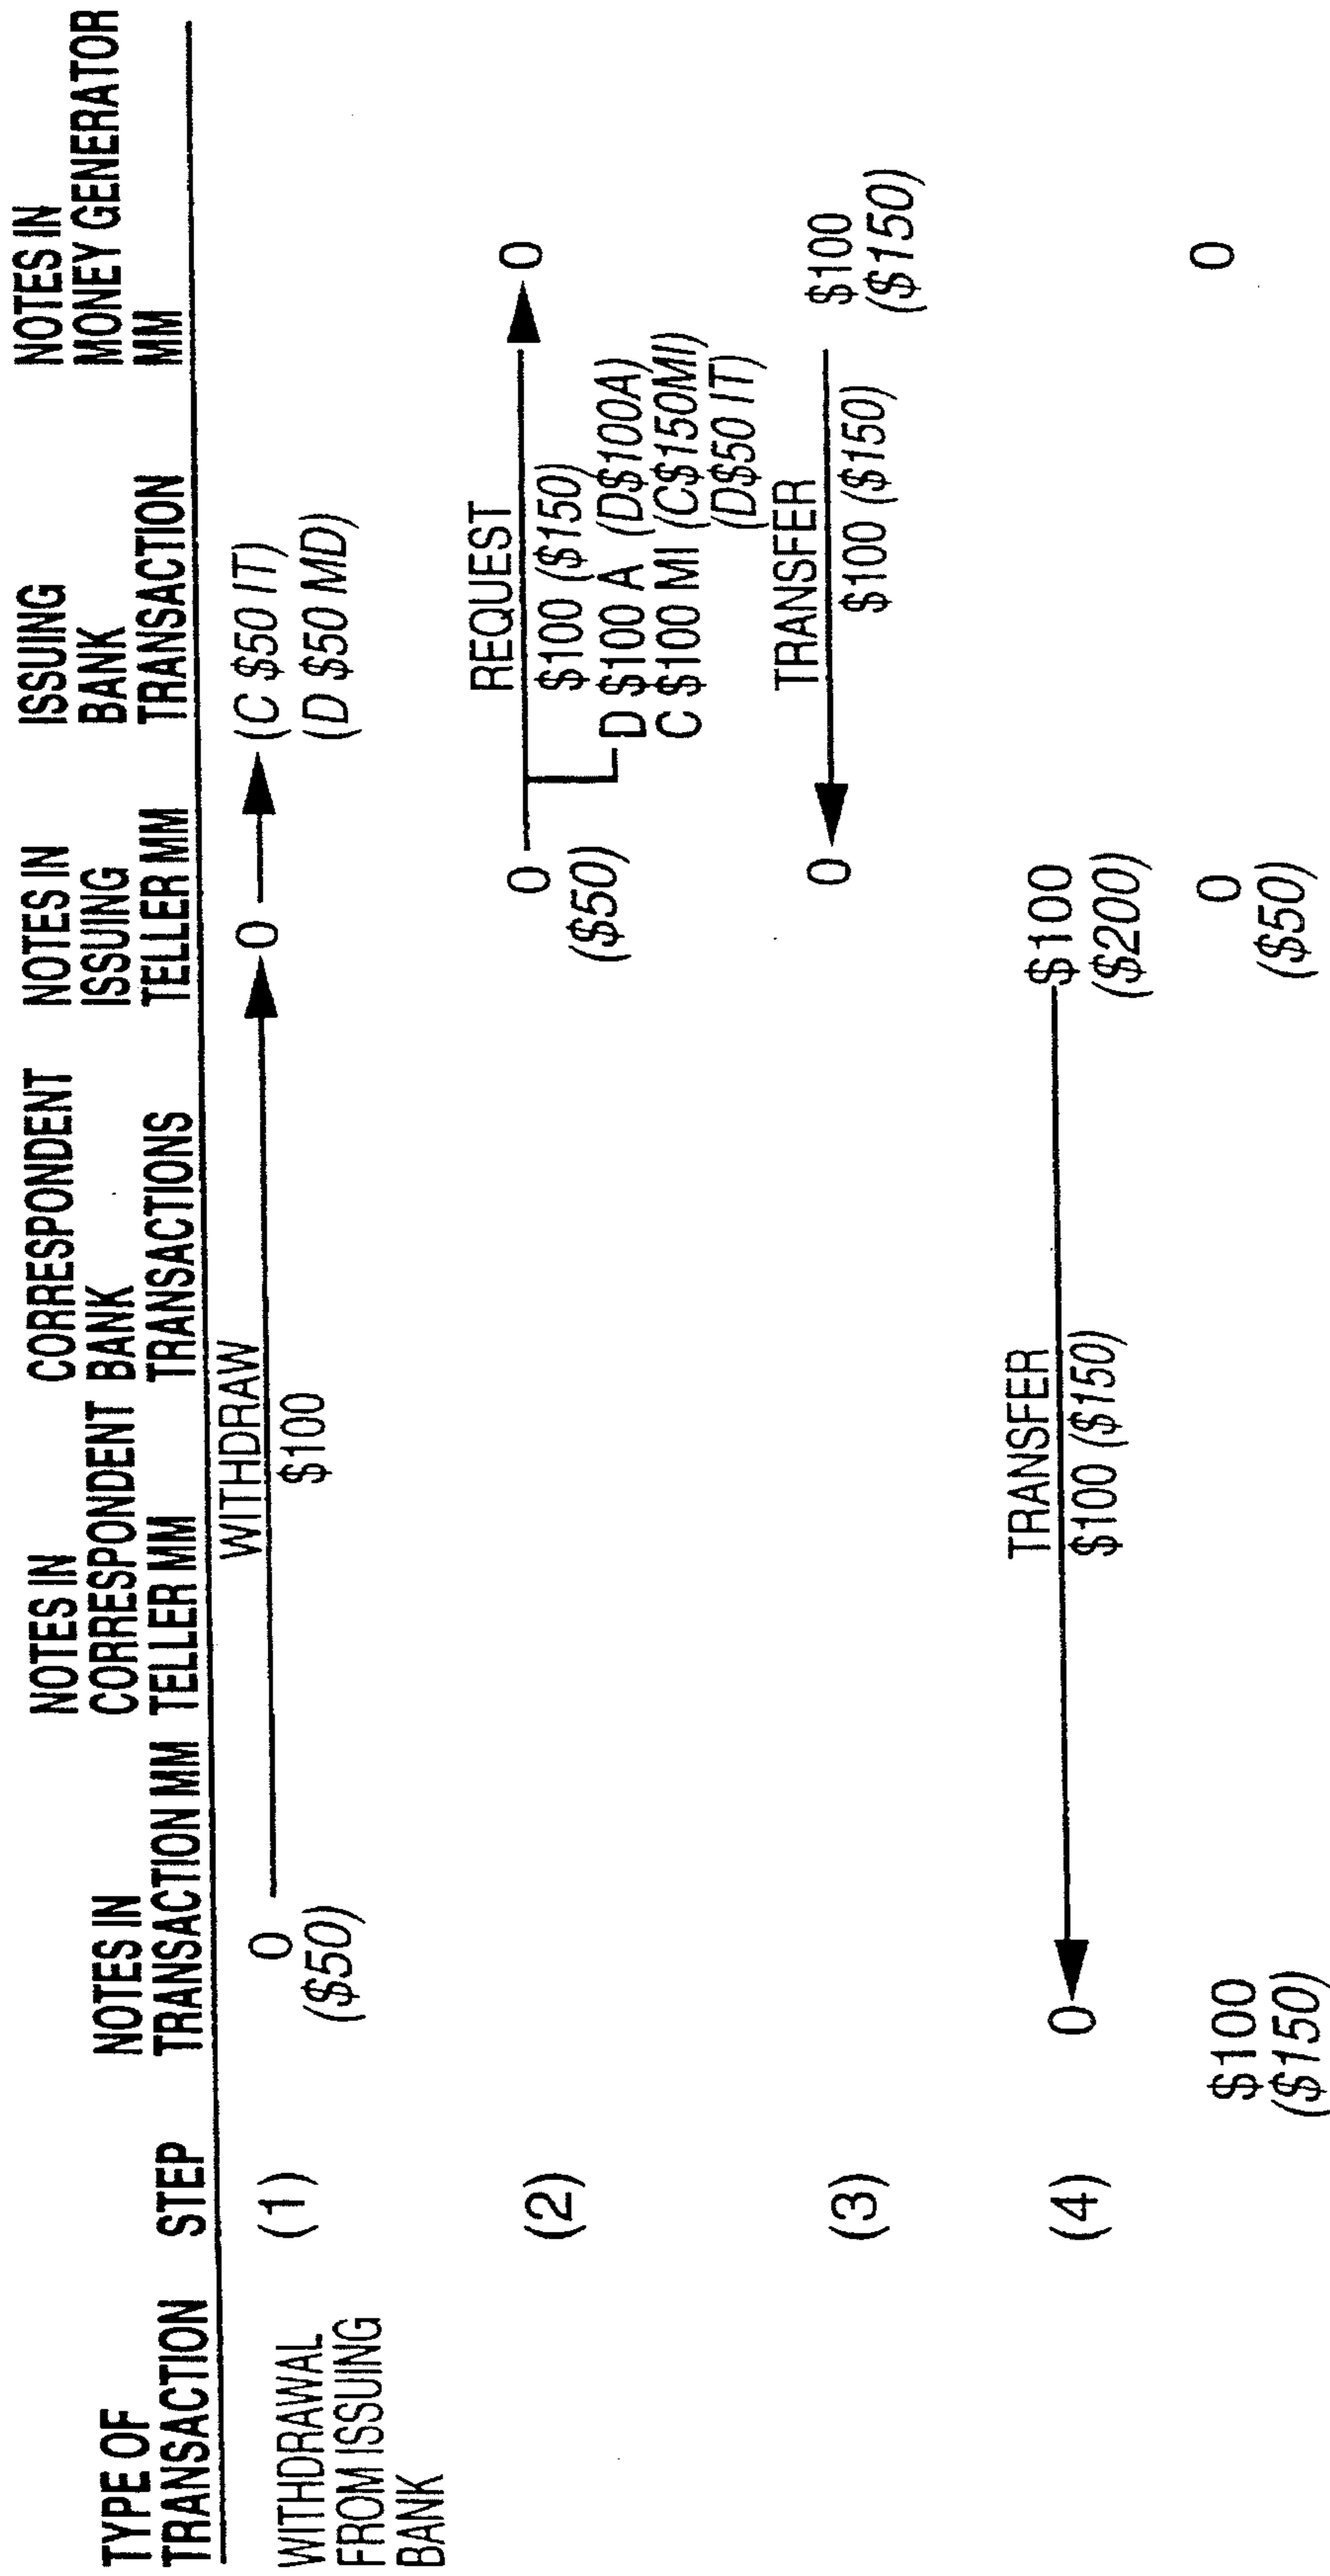 TYPE OF
TRANSACTION
STEP
NOTES IN
TRANSACTION MM
NOTES IN
CORRESPONDENT
TELLER MM
CORRESPONDENT
BANK
TRANSACTIONS
NOTES IN
ISSUING
TELLER MM
ISSUING
BANK
TRANSACTION
NOTES IN
MONEY GENERATOR
MM
WITHDRAWAL
FROM ISSUING
BANK
(1)
0
($50)
WITHDRAW
$100
0
(C $50 IT)
(D $50 MD)
(2)
0
($50)
REQUEST
$100 ($150)
D $100 A (D$100A)
C $100 MI (C$150MI)
(D$50 IT)
0
(3)
0
TRANSFER
$100 ($150)
$100
($150)
(4)
0
TRANSFER
$100 ($150)
$100
($200)
$100
($150)
0
($50)
0